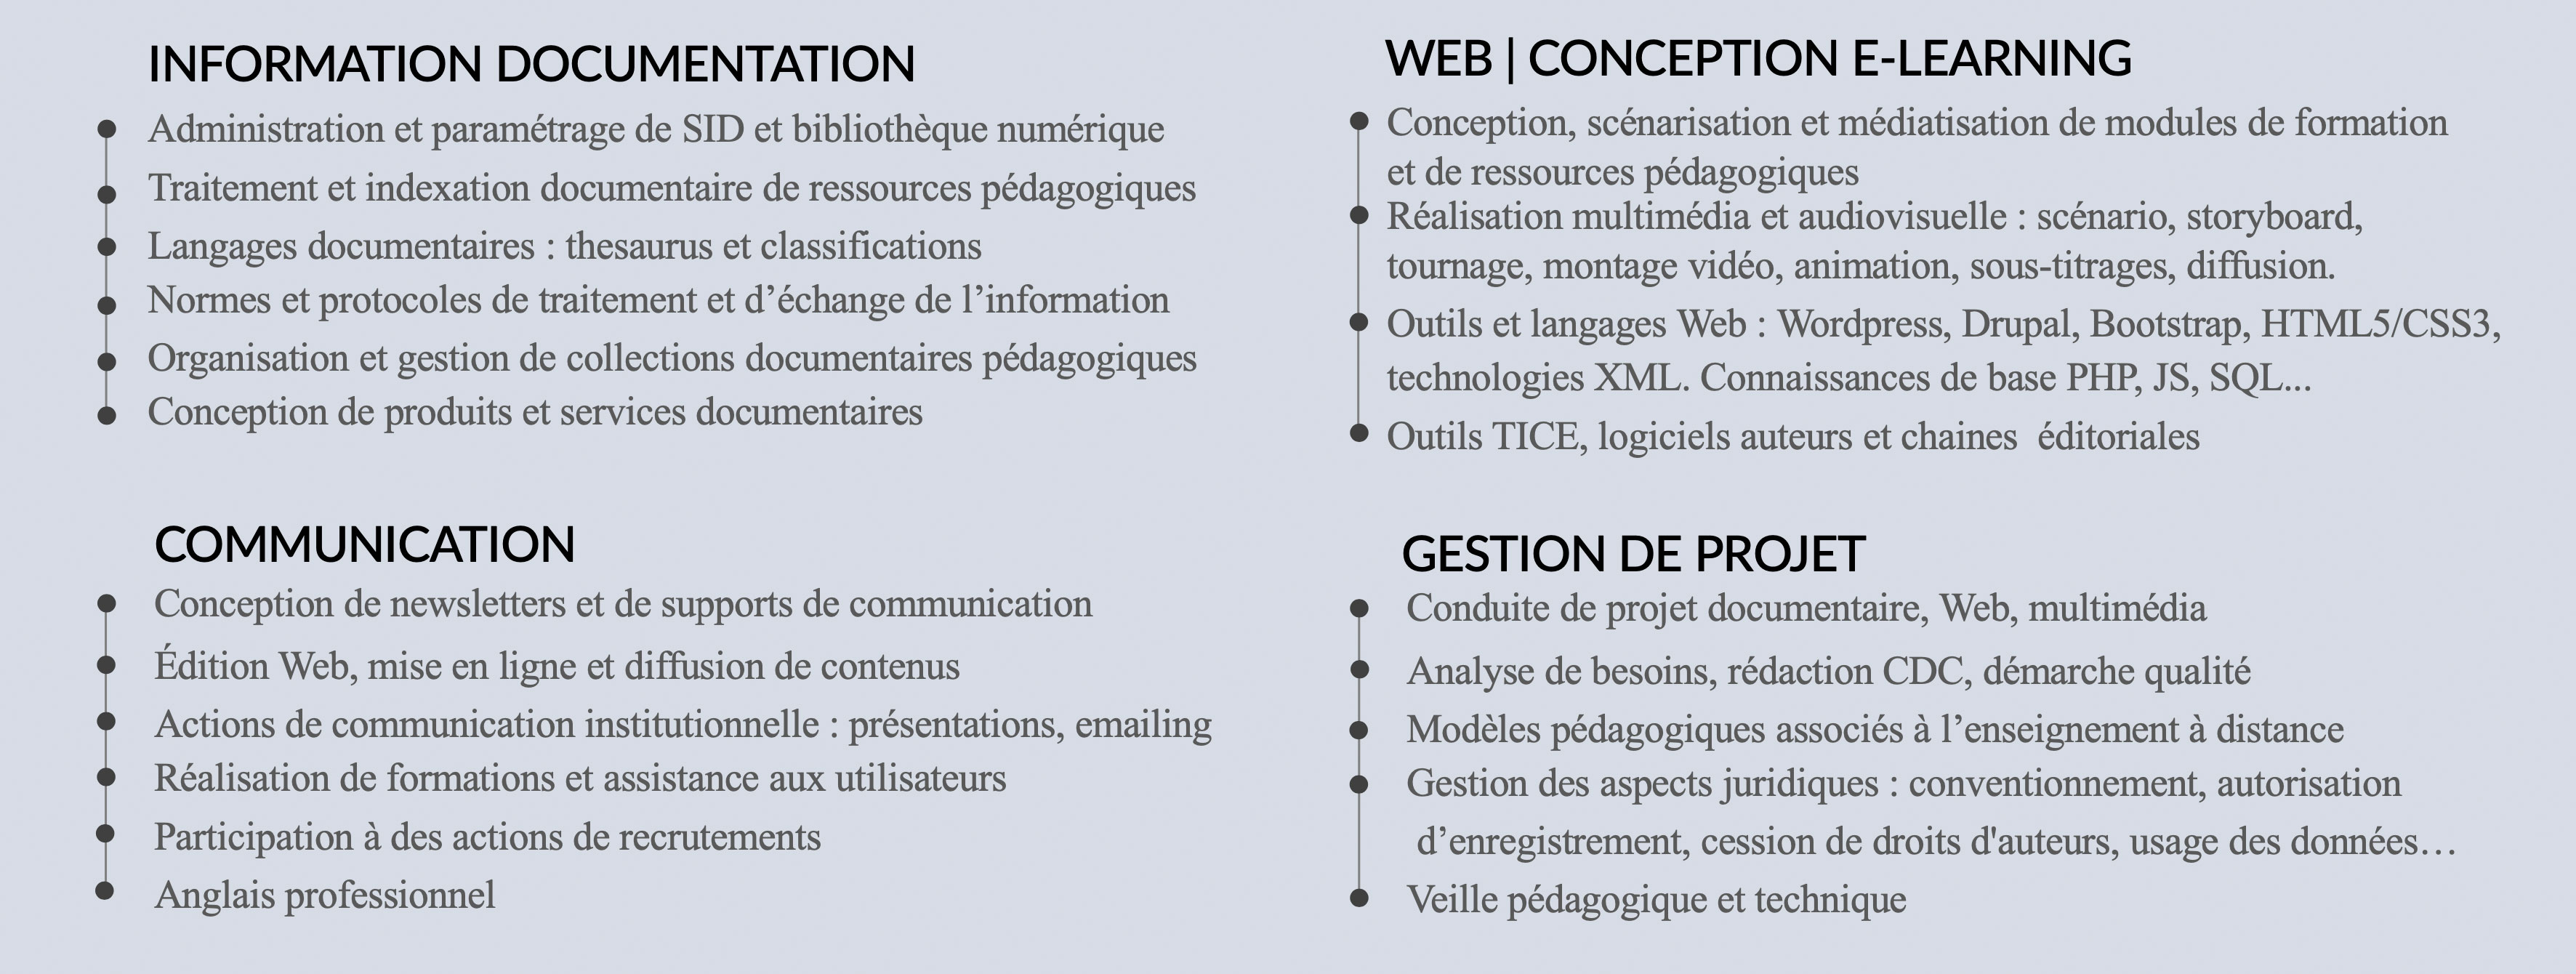 INFORMATION DOCUMENTATION
Administration et paramétrage de SID et bibliothèque numérique
Traitement et indexation documentaire de ressources pédagogiques
Langages documentaires : thesaurus et classifications
Normes et protocoles de traitement et d’échange de l’information
Organisation et gestion de collections documentaires pédagogiques
Conception de produits et services documentaires
WEB | CONCEPTION E-LEARNING
Conception, scénarisation et médiatisation de modules de formation
et de ressources pédagogiques
Réalisation multimédia et audiovisuelle : scénario, storyboard,
tournage, montage vidéo, animation, sous-titrages, diffusion.
Outils et langages Web : Wordpress, Drupal, Bootstrap, HTML5/CSS3,
technologies XML. Connaissances de base PHP, JS, SQL...
Outils TICE, logiciels auteurs et chaines  éditoriales
COMMUNICATION
Conception de newsletters et de supports de communication
Édition Web, mise en ligne et diffusion de contenus
Actions de communication institutionnelle : présentations, emailing
Réalisation de formations et assistance aux utilisateurs
Participation à des actions de recrutements
Anglais professionnel
GESTION DE PROJET
Conduite de projet documentaire, Web, multimédia
Analyse de besoins, rédaction CDC, démarche qualité
Modèles pédagogiques associés à l’enseignement à distance
Gestion des aspects juridiques : conventionnement, autorisation
d’enregistrement, cession de droits d'auteurs, usage des données…
Veille pédagogique et technique